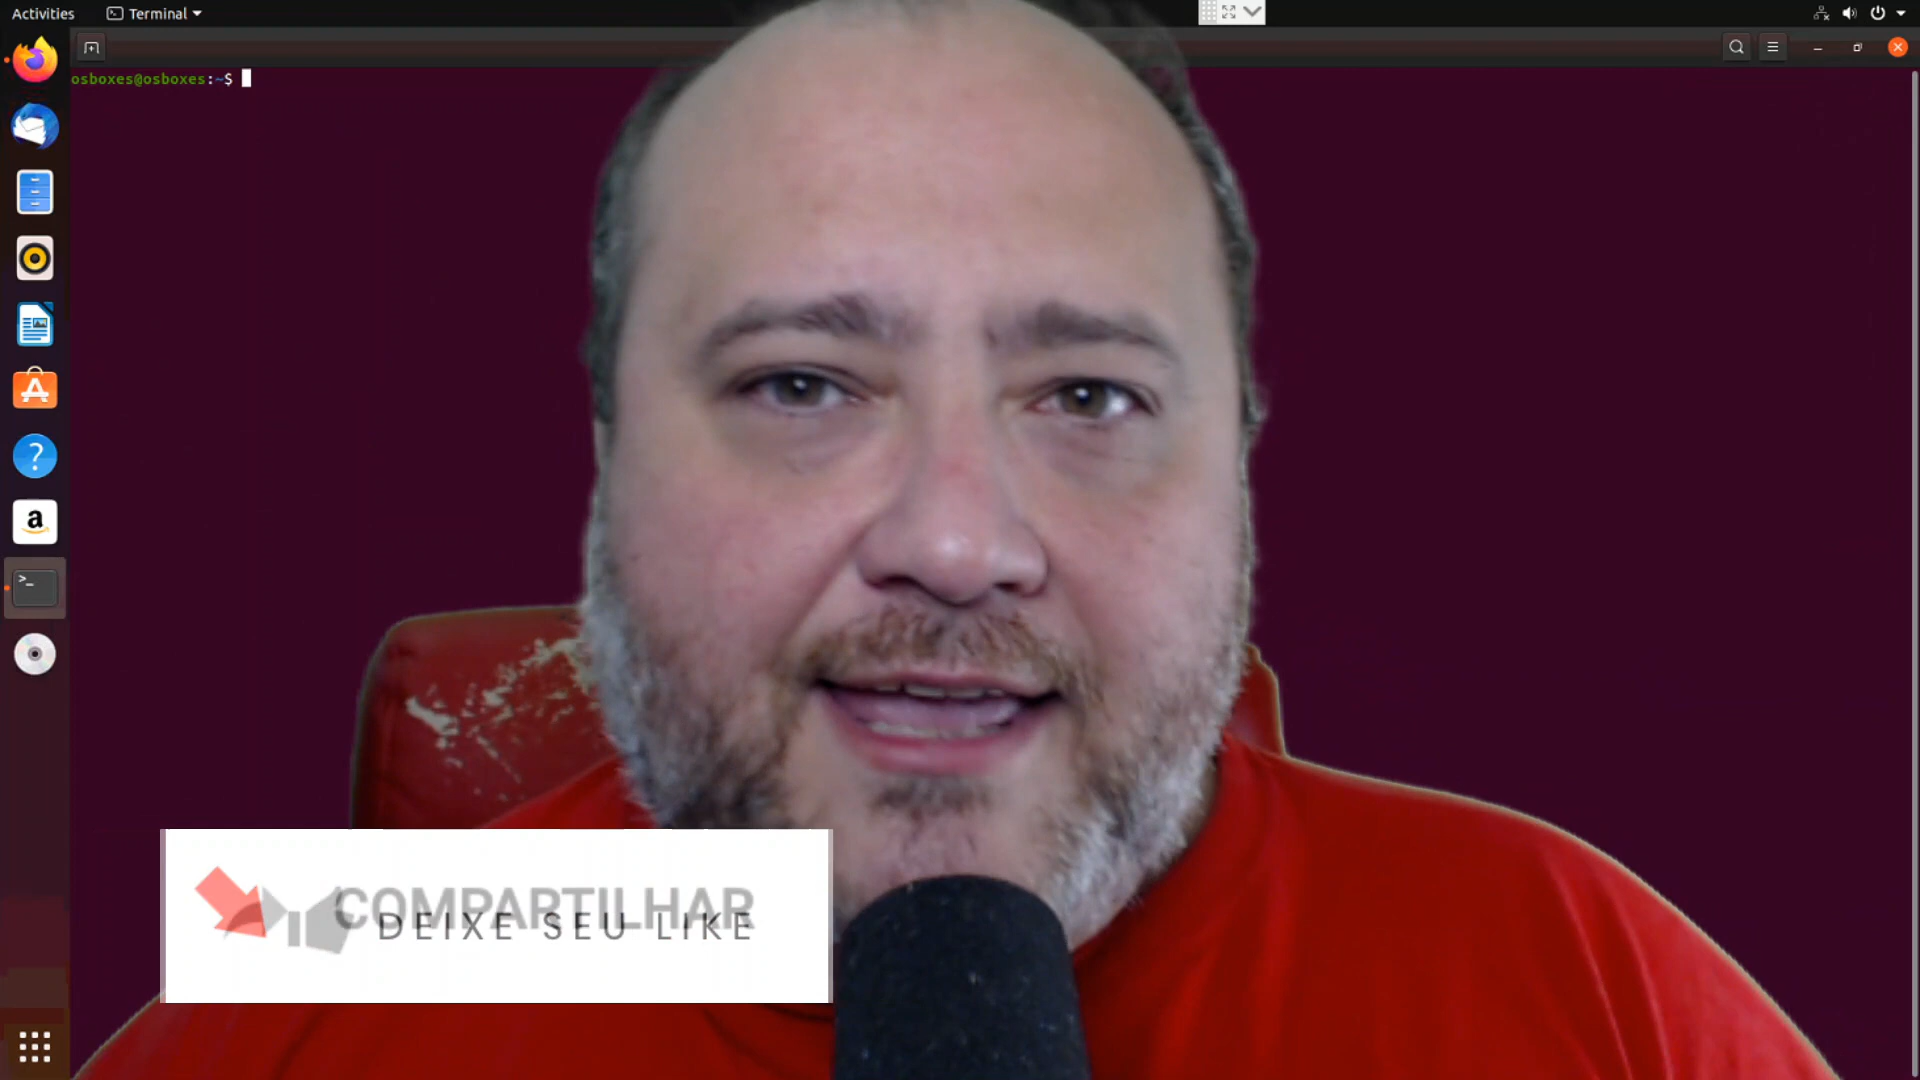 Activities
Terminal
osboxes@osboxes:~$
?
a
>_
COMPARTILHAR
DEIXE SEU LIKE